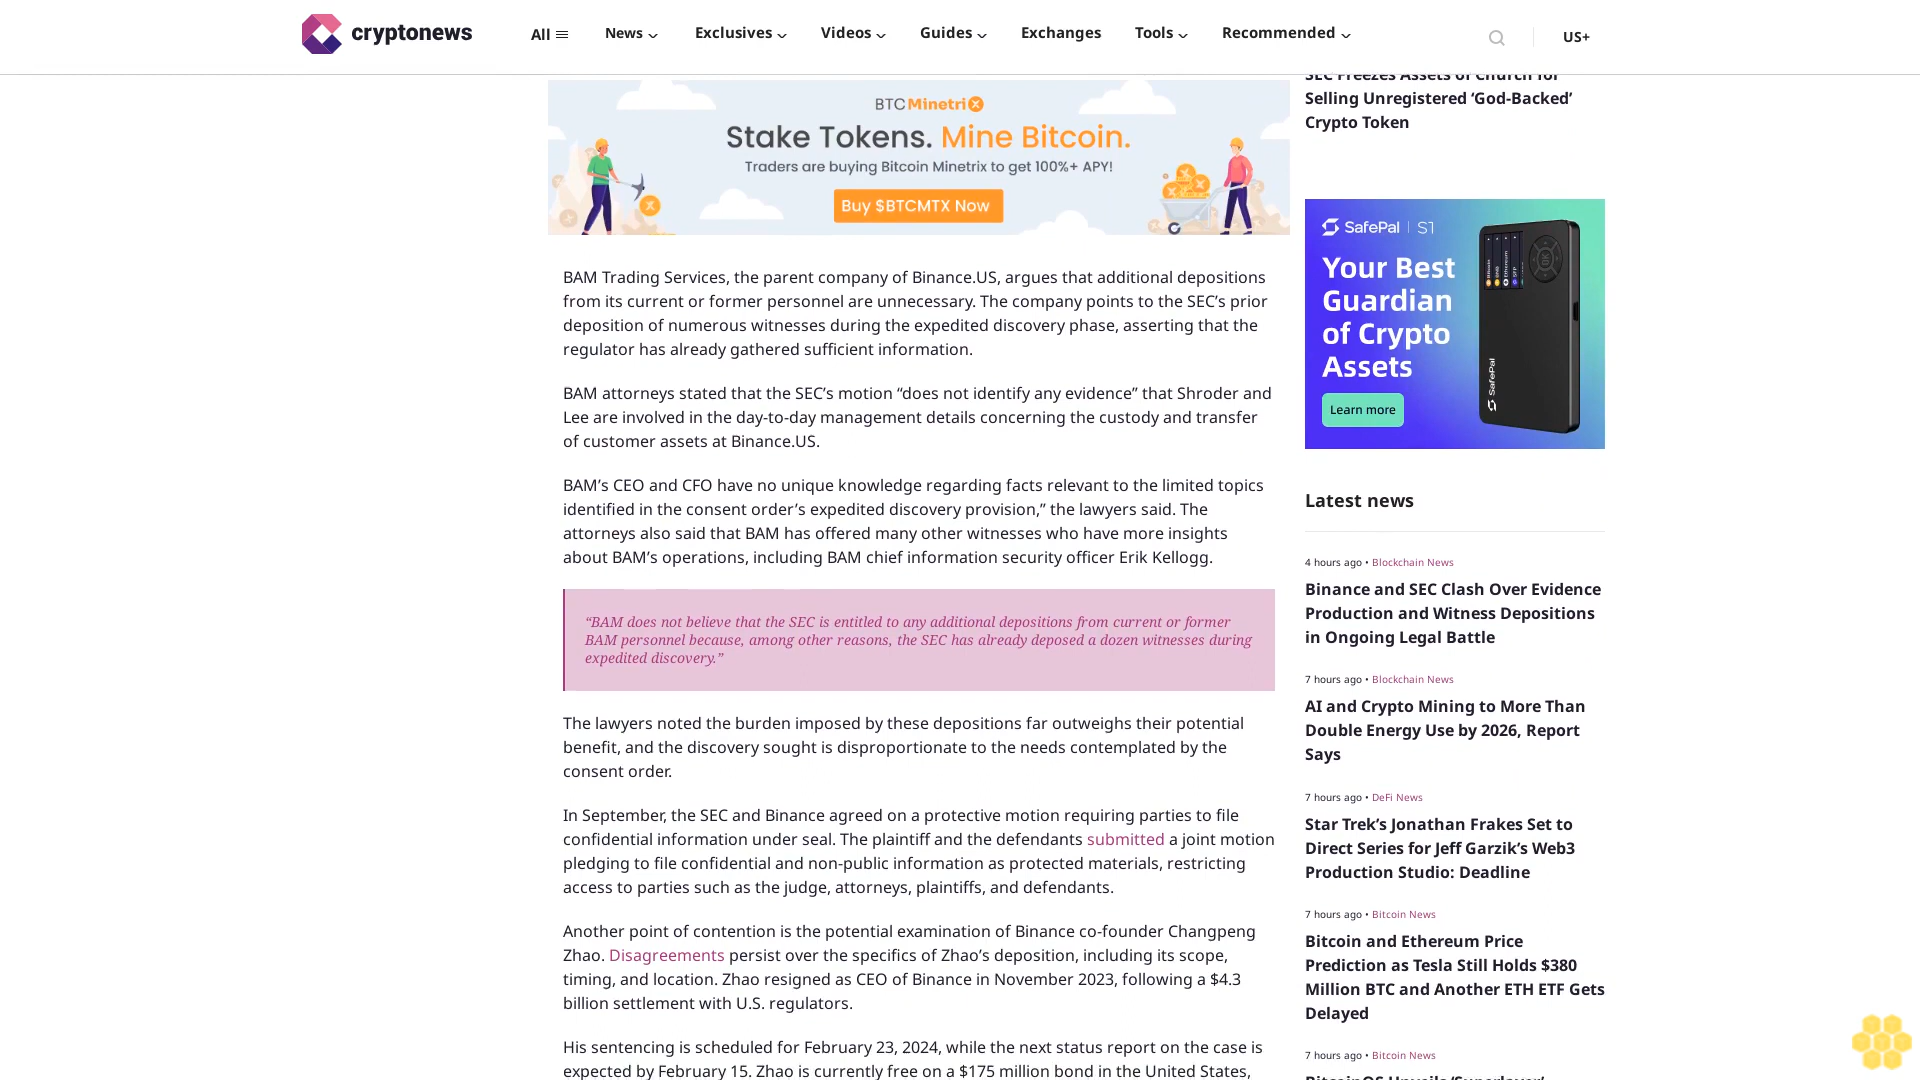 cryptonews
All
News
Exclusives
Videos
Guides
Exchanges
Tools
Recommended
US+
BTC Minetrix
Stake Tokens. Mine Bitcoin.
Traders are buying Bitcoin Minetrix to get 100%+ APY!
Buy $BTCMTX Now
BAM Trading Services, the parent company of Binance.US, argues that additional depositions
from its current or former personnel are unnecessary. The company points to the SEC’s prior
deposition of numerous witnesses during the expedited discovery phase, asserting that the
regulator has already gathered sufficient information.
BAM attorneys stated that the SEC’s motion “does not identify any evidence” that Shroder and
Lee are involved in the day-to-day management details concerning the custody and transfer
of customer assets at Binance.US.
BAM’s CEO and CFO have no unique knowledge regarding facts relevant to the limited topics
identified in the consent order’s expedited discovery provision,” the lawyers said. The
attorneys also said that BAM has offered many other witnesses who have more insights
about BAM’s operations, including BAM chief information security officer Erik Kellogg.
“BAM does not believe that the SEC is entitled to any additional depositions from current or former
BAM personnel because, among other reasons, the SEC has already deposed a dozen witnesses during
expedited discovery.”
The lawyers noted the burden imposed by these depositions far outweighs their potential
benefit, and the discovery sought is disproportionate to the needs contemplated by the
consent order.
In September, the SEC and Binance agreed on a protective motion requiring parties to file
confidential information under seal. The plaintiff and the defendants submitted a joint motion
pledging to file confidential and non-public information as protected materials, restricting
access to parties such as the judge, attorneys, plaintiffs, and defendants.
Another point of contention is the potential examination of Binance co-founder Changpeng
Zhao. Disagreements persist over the specifics of Zhao’s deposition, including its scope,
timing, and location. Zhao resigned as CEO of Binance in November 2023, following a $4.3
billion settlement with U.S. regulators.
His sentencing is scheduled for February 23, 2024, while the next status report on the case is
expected by February 15. Zhao is currently free on a $175 million bond in the United States,
SEC Freezes Assets of Church for
Selling Unregistered ‘God-Backed’
Crypto Token
SafePal | S1
Your Best
Guardian
of Crypto
Assets
Learn more
SafePal
OK
Latest news
4 hours ago • Blockchain News
Binance and SEC Clash Over Evidence
Production and Witness Depositions
in Ongoing Legal Battle
7 hours ago • Blockchain News
AI and Crypto Mining to More Than
Double Energy Use by 2026, Report
Says
7 hours ago • DeFi News
Star Trek’s Jonathan Frakes Set to
Direct Series for Jeff Garzik’s Web3
Production Studio: Deadline
7 hours ago • Bitcoin News
Bitcoin and Ethereum Price
Prediction as Tesla Still Holds $380
Million BTC and Another ETH ETF Gets
Delayed
7 hours ago • Bitcoin News
BitcoinOS Unveils ‘Superlayer’